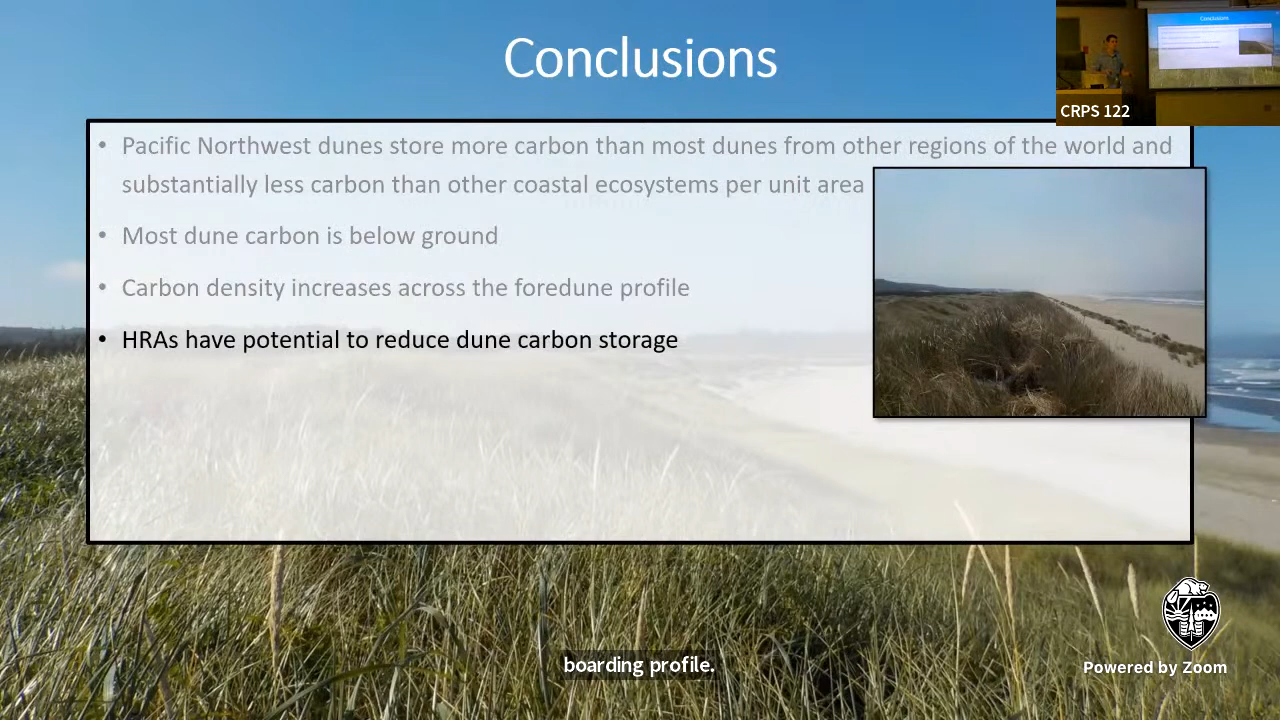 Conclusions
CRPS 122
• Pacific Northwest dunes store more carbon than most dunes from other regions of the world and
substantially less carbon than other coastal ecosystems per unit area
• Most dune carbon is below ground
• Carbon density increases across the foredune profile
• HRAs have potential to reduce dune carbon storage
boarding profile.
Powered by Zoom
Conclusions